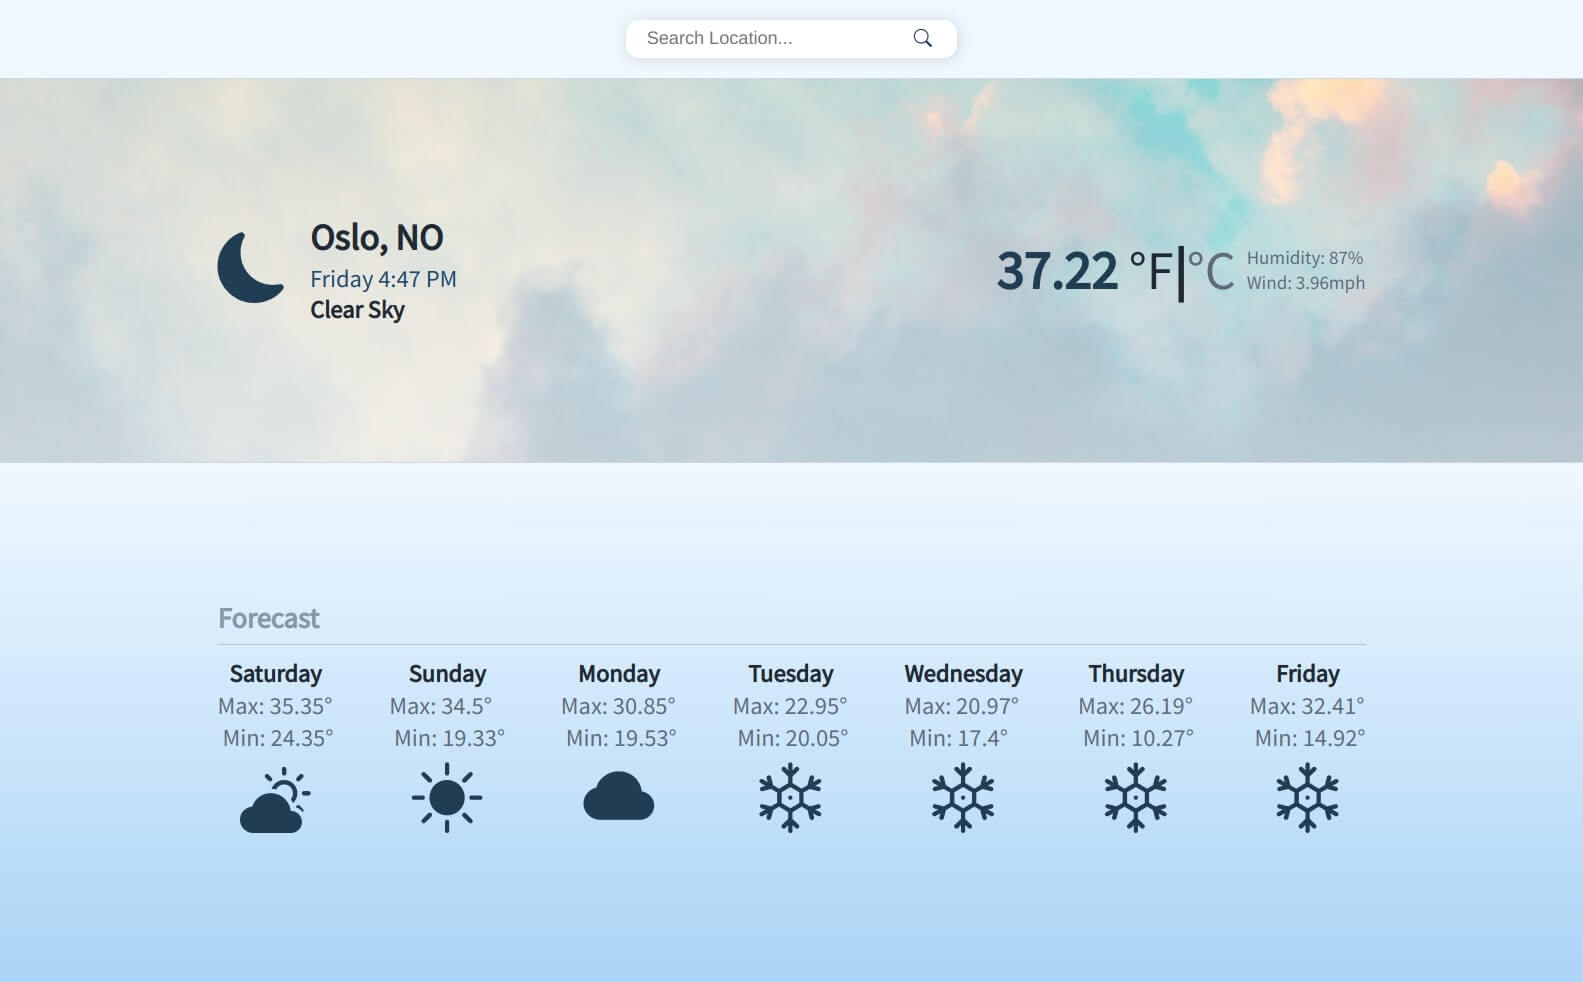 Search Location...
Oslo, NO
Friday 4:47 PM
Clear Sky
37.22 °F|°C
Humidity: 87%
Wind: 3.96mph
Forecast
Saturday
Max: 35.35°
Min: 24.35°
Sunday
Max: 34.5°
Min: 19.33°
Monday
Max: 30.85°
Min: 19.53°
Tuesday
Max: 22.95°
Min: 20.05°
Wednesday
Max: 20.97°
Min: 17.4°
Thursday
Max: 26.19°
Min: 10.27°
Friday
Max: 32.41°
Min: 14.92°